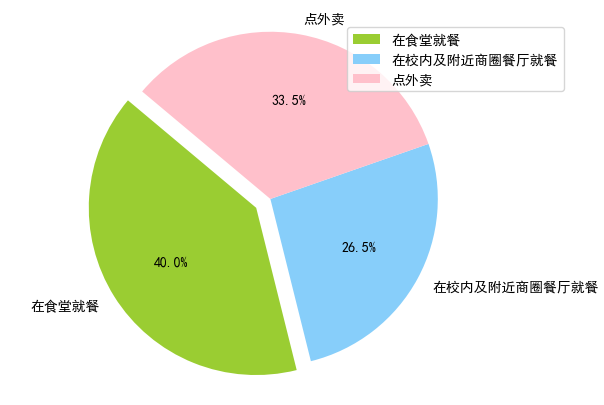 点外卖
在食堂就餐
在校内及附近商圈餐厅就餐
点外卖
33.5%
26.5%
40.0%
在校内及附近商圈餐厅就餐
在食堂就餐